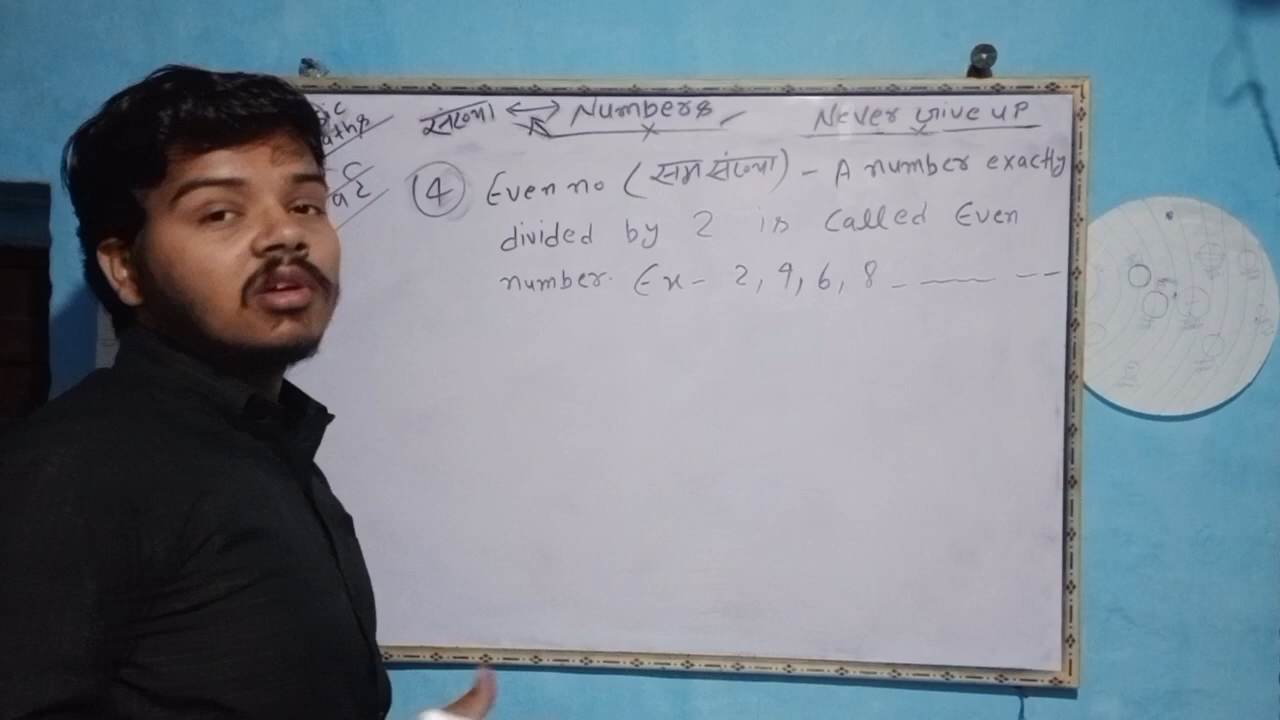 संख्या ↔ Numbers
Never give up
④ Even no (सम संख्या) - A number exactly
divided by 2 is called Even
number. Ex - 2, 4, 6, 8 - —— --